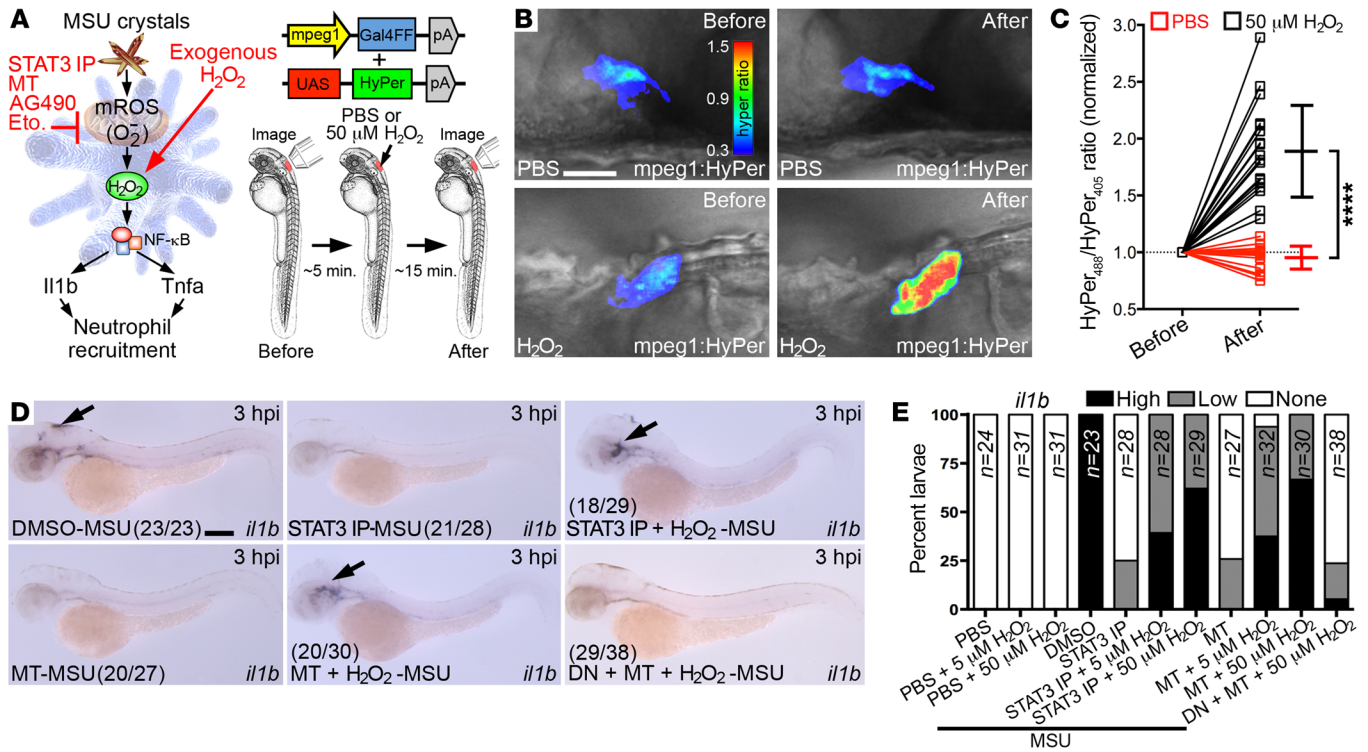 A
MSU crystals
STAT3 IP
MT
AG490
Eto.
Exogenous
H₂O₂
mROS
(O₂⁻)
H₂O₂
NF-κB
Il1b
Tnfa
Neutrophil
recruitment
mpeg1
Gal4FF
pA
+
UAS
HyPer
pA
PBS or
50 μM H₂O₂
Image
Image
~5 min.
~15 min.
Before
After
B
Before
1.5
0.9
0.3
hyper ratio
PBS
mpeg1:HyPer
After
PBS
mpeg1:HyPer
Before
H₂O₂
mpeg1:HyPer
After
H₂O₂
mpeg1:HyPer
C
PBS
50 μM H₂O₂
HyPer₄₈₈/HyPer₄₀₅ ratio (normalized)
3.0
2.5
2.0
1.5
1.0
0.5
Before
After
****
D
3 hpi
DMSO-MSU(23/23)
il1b
3 hpi
STAT3 IP-MSU(21/28)
il1b
3 hpi
(18/29)
STAT3 IP + H₂O₂ -MSU
il1b
3 hpi
MT-MSU(20/27)
il1b
3 hpi
(20/30)
MT + H₂O₂ -MSU
il1b
3 hpi
(29/38)
DN + MT + H₂O₂ -MSU
il1b
E
High
Low
None
il1b
Percent larvae
100
75
50
25
0
n=24
n=31
n=31
n=23
n=28
n=28
n=29
n=27
n=32
n=30
n=38
PBS
PBS + 5 μM H₂O₂
PBS + 50 μM H₂O₂
DMSO
STAT3 IP
STAT3 IP + 5 μM H₂O₂
STAT3 IP + 50 μM H₂O₂
MT
MT + 5 μM H₂O₂
MT + 50 μM H₂O₂
DN + MT + 50 μM H₂O₂
MSU